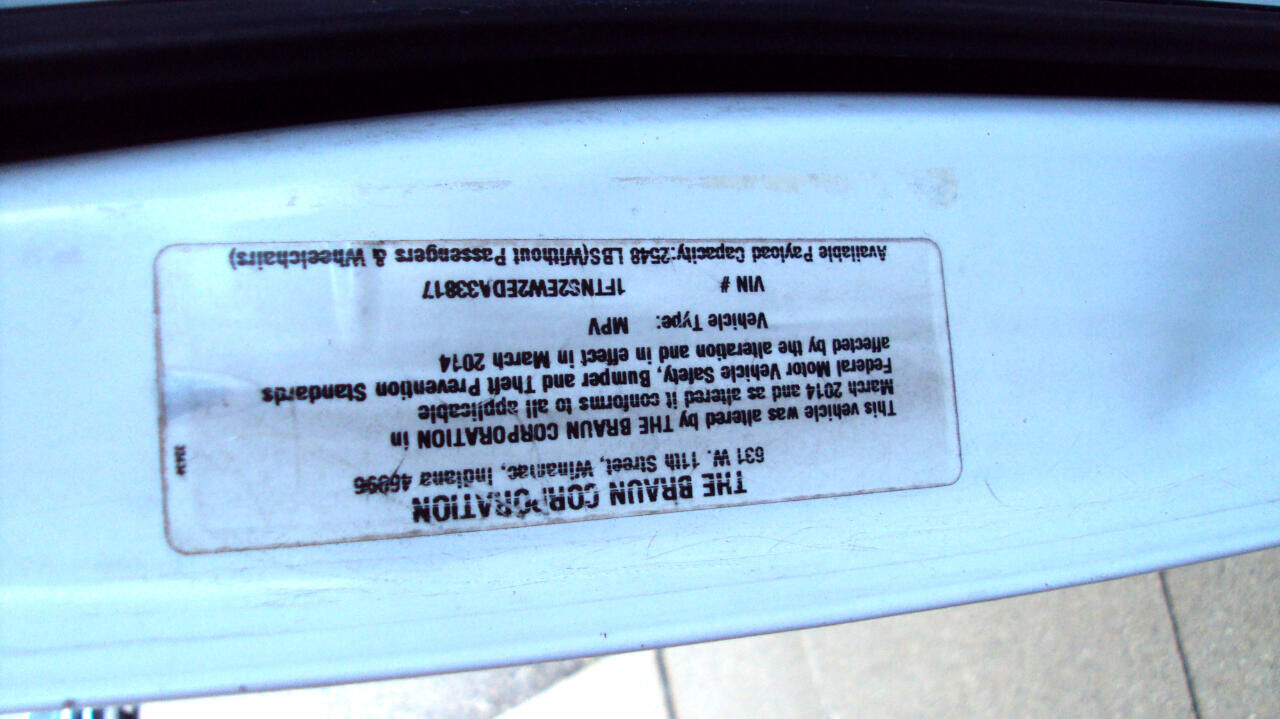 THE BRAUN CORPORATION
631 W. 11th Street, Winamac, Indiana 46996
This vehicle was altered by THE BRAUN CORPORATION in
March 2014 and as altered it conforms to all applicable
Federal Motor Vehicle Safety, Bumper and Theft Prevention Standards
affected by the alteration and in effect in March 2014
Vehicle Type: MPV
VIN # 1FTNS2EW2EDA33817
Available Payload Capacity:2548 LBS(Without Passengers & Wheelchairs)